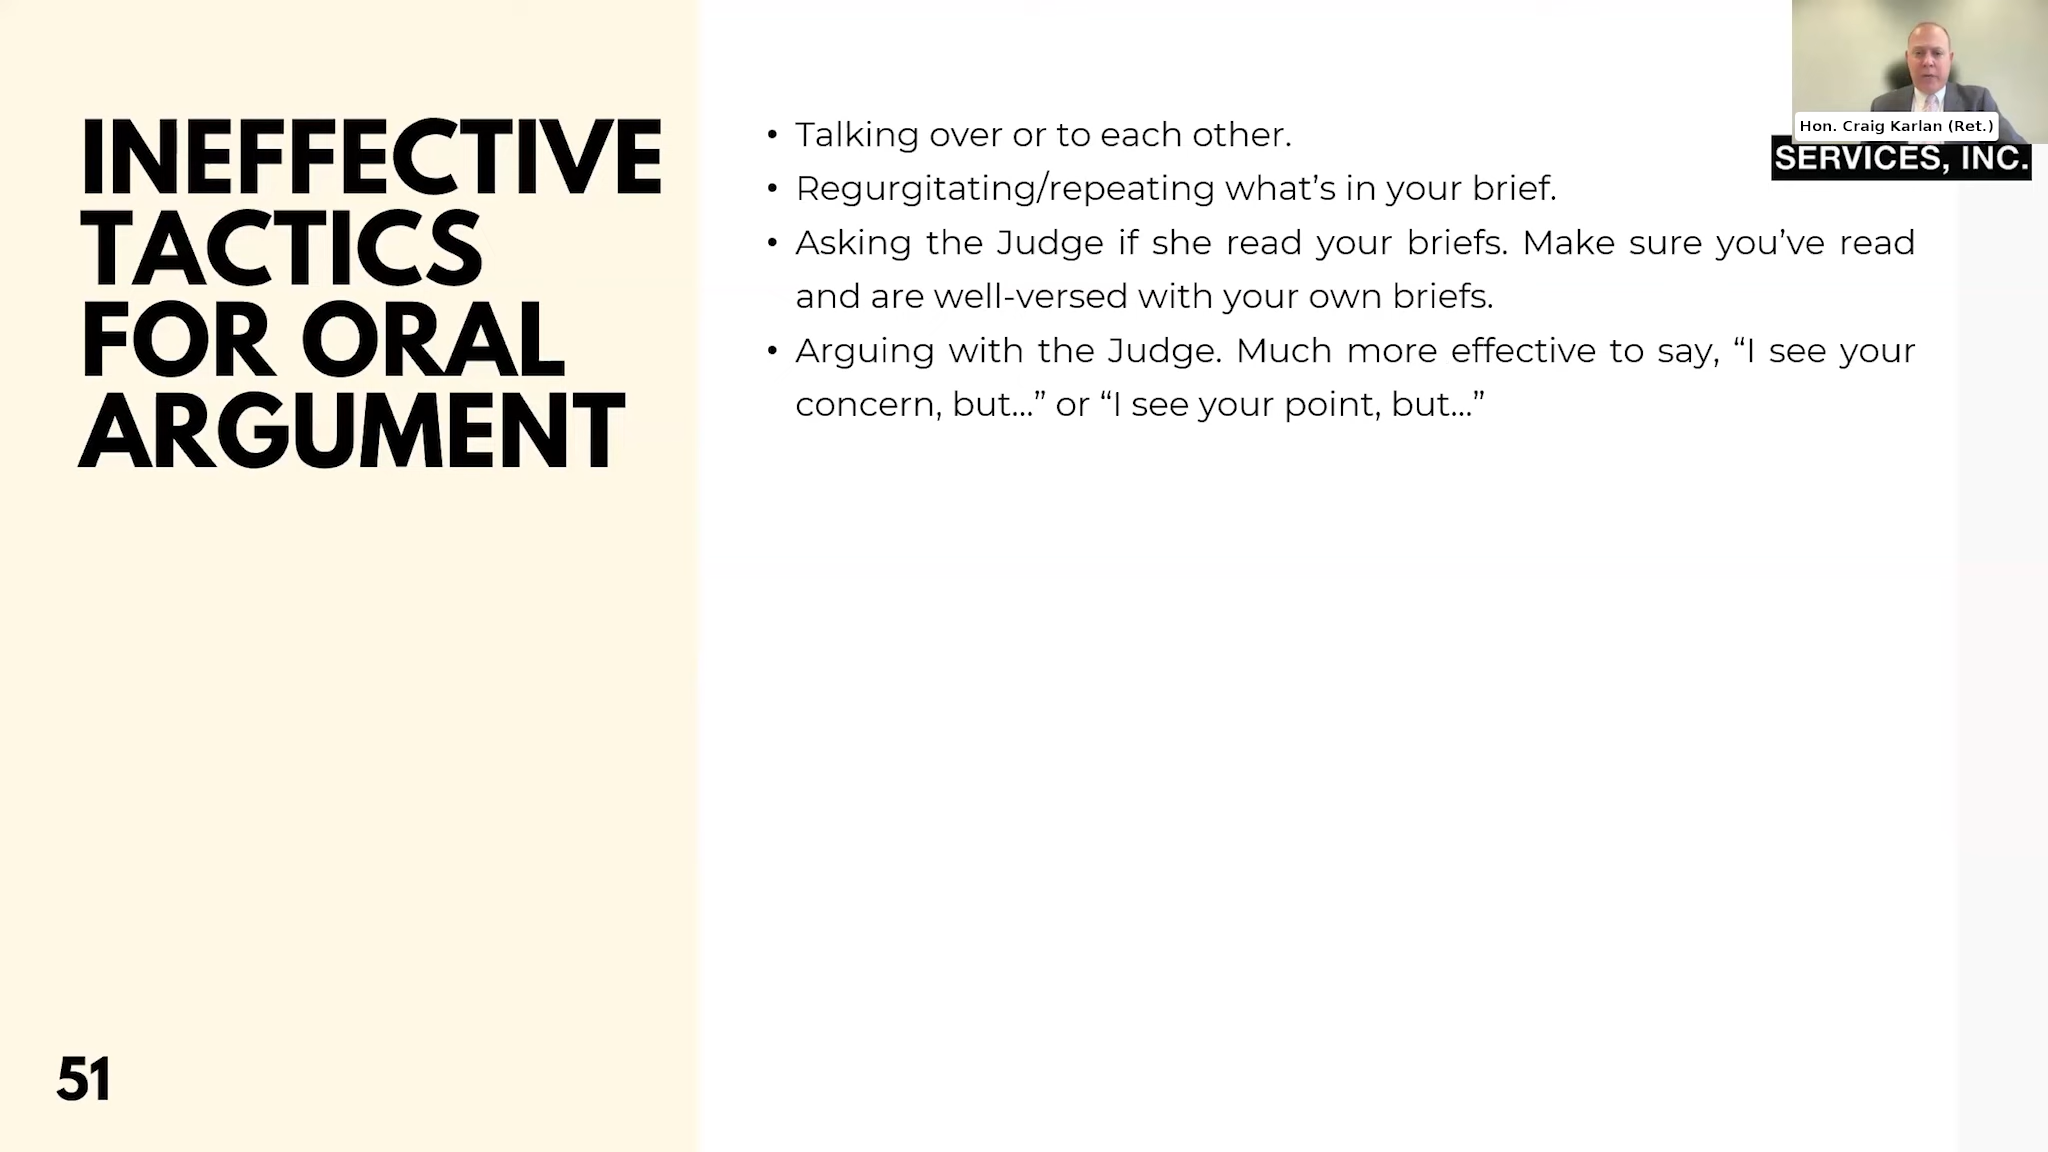 INEFFECTIVE
TACTICS
FOR ORAL
ARGUMENT
• Talking over or to each other.
• Regurgitating/repeating what’s in your brief.
• Asking the Judge if she read your briefs. Make sure you’ve read
and are well-versed with your own briefs.
• Arguing with the Judge. Much more effective to say, “I see your
concern, but...” or “I see your point, but...”
Hon. Craig Karlan (Ret.)
SERVICES, INC.
51